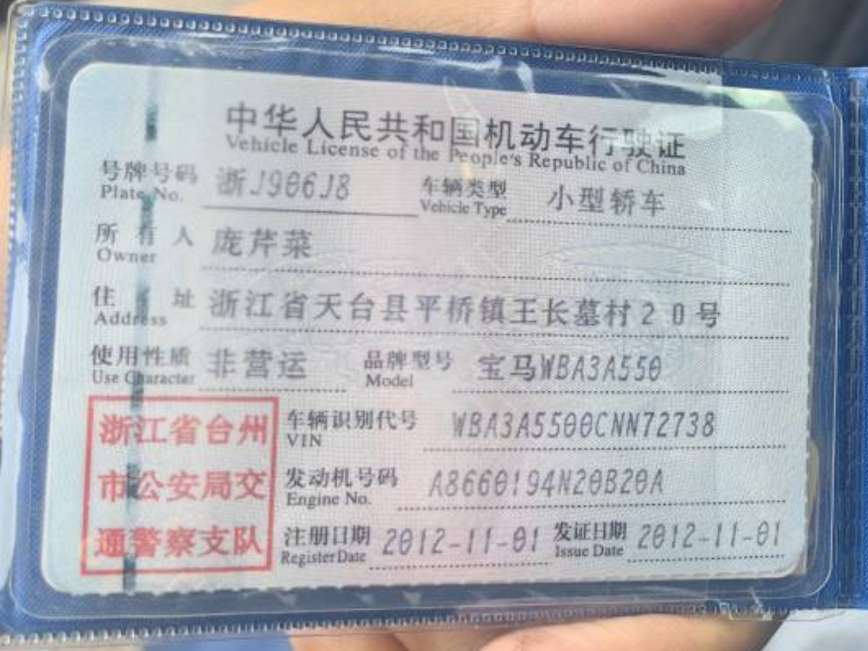 中华人民共和国机动车行驶证
Vehicle License of the People's Republic of China
号牌号码 浙J906J8 车辆类型 小型轿车
Plate No. Vehicle Type
所有人 庞芹菜
Owner
住址 浙江省天台县平桥镇王长墓村20号
Address
使用性质 非营运 品牌型号 宝马WBA3A550
Use Character Model
浙江省台州 车辆识别代号 WBA3A5500CNN72738
VIN
市公安局交 发动机号码 A8660194N20B20A
Engine No.
通警察支队 注册日期 2012-11-01 发证日期 2012-11-01
Register Date Issue Date